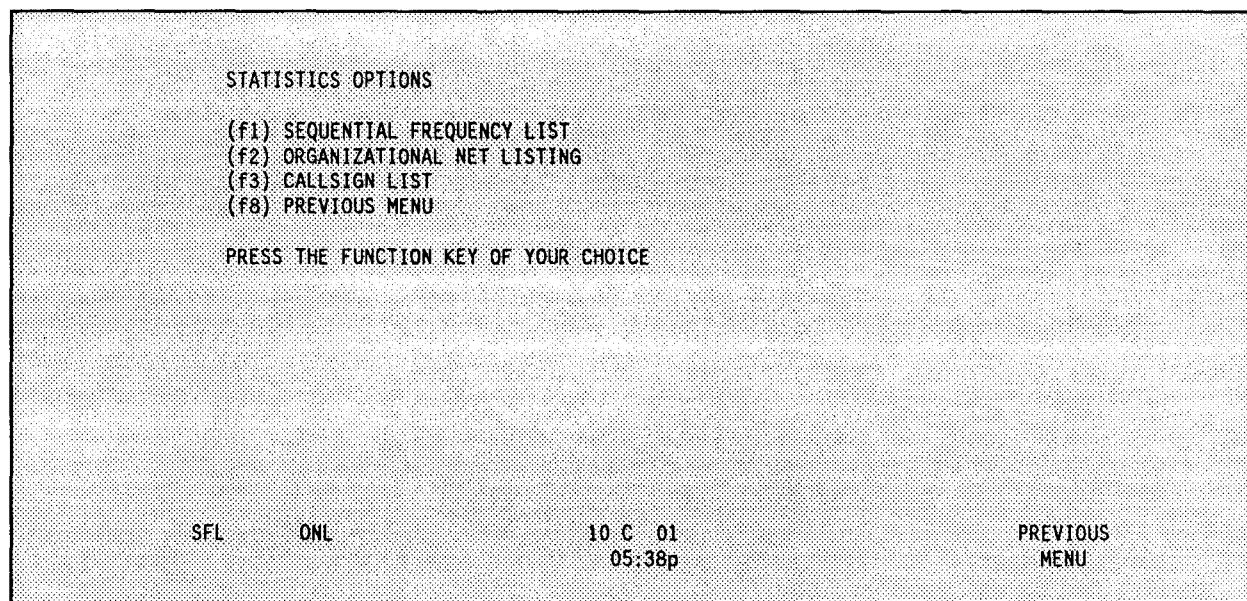 STATISTICS OPTIONS
(f1) SEQUENTIAL FREQUENCY LIST
(f2) ORGANIZATIONAL NET LISTING
(f3) CALLSIGN LIST
(f8) PREVIOUS MENU
PRESS THE FUNCTION KEY OF YOUR CHOICE
SFL ONL 10 C 01 PREVIOUS
05:38p MENU